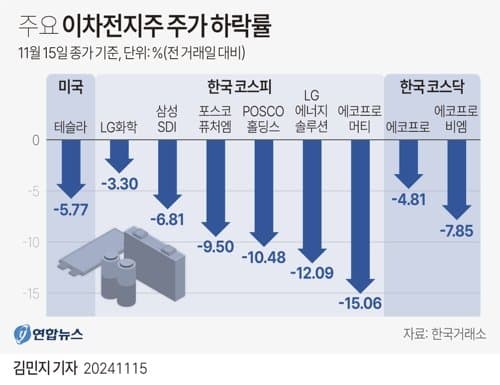 주요 이차전지주 주가 하락률
11월 15일 종가 기준, 단위: %(전 거래일 대비)
미국
한국 코스피
한국 코스닥
테슬라
LG화학
삼성
SDI
포스코
퓨처엠
POSCO
홀딩스
LG
에너지
솔루션
에코프로
머티
에코프로
에코프로
비엠
0
-5
-10
-15
-5.77
-3.30
-6.81
-9.50
-10.48
-12.09
-15.06
-4.81
-7.85
연합뉴스
자료: 한국거래소
김민지 기자 20241115